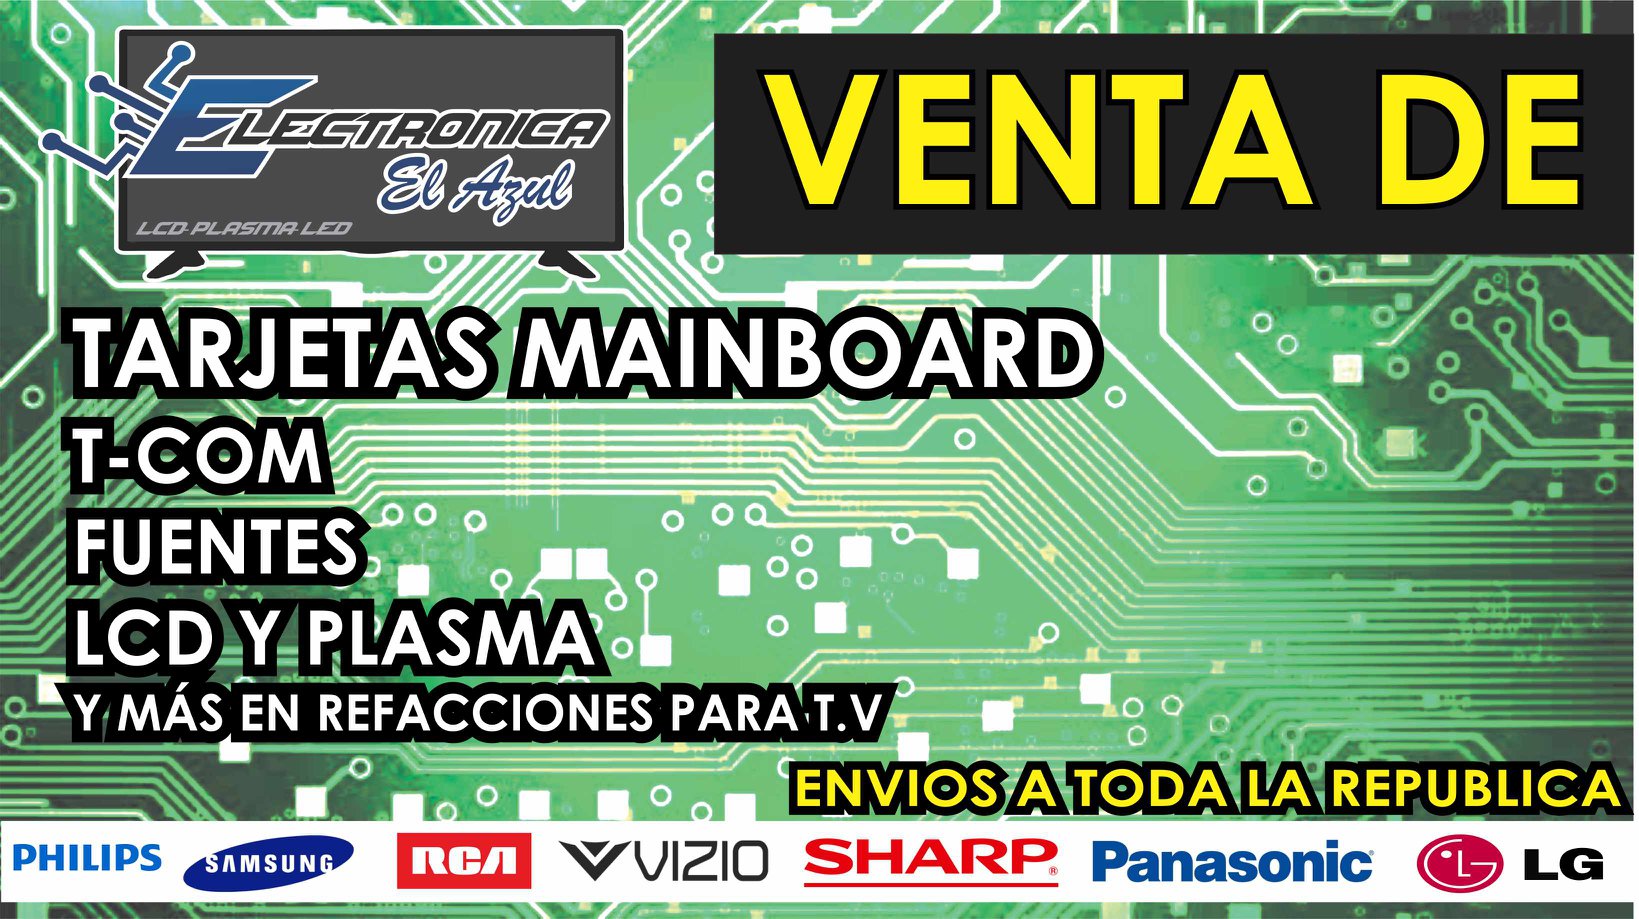 ELECTRONICA
El Azul
LCD PLASMA LED
VENTA DE
TARJETAS MAINBOARD
T-COM
FUENTES
LCD Y PLASMA
Y MÁS EN REFACCIONES PARA T.V
ENVIOS A TODA LA REPUBLICA
PHILIPS SAMSUNG RCA VIZIO SHARP® Panasonic LG LG